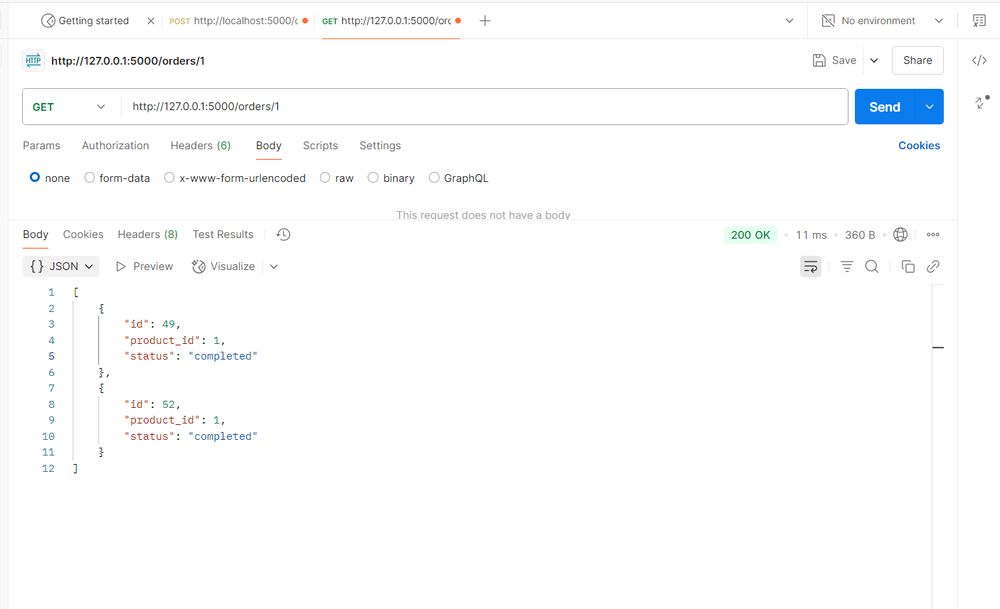 Getting started
POST http://localhost:5000/c
GET http://127.0.0.1:5000/orc
No environment
HTTP http://127.0.0.1:5000/orders/1
Save
Share
GET http://127.0.0.1:5000/orders/1
Send
Params Authorization Headers (6) Body Scripts Settings Cookies
none form-data x-www-form-urlencoded raw binary GraphQL
This request does not have a body
Body Cookies Headers (8) Test Results 200 OK 11 ms 360 B
{} JSON Preview Visualize
1 [
2 {
3 "id": 49,
4 "product_id": 1,
5 "status": "completed"
6 },
7 {
8 "id": 52,
9 "product_id": 1,
10 "status": "completed"
11 }
12 ]